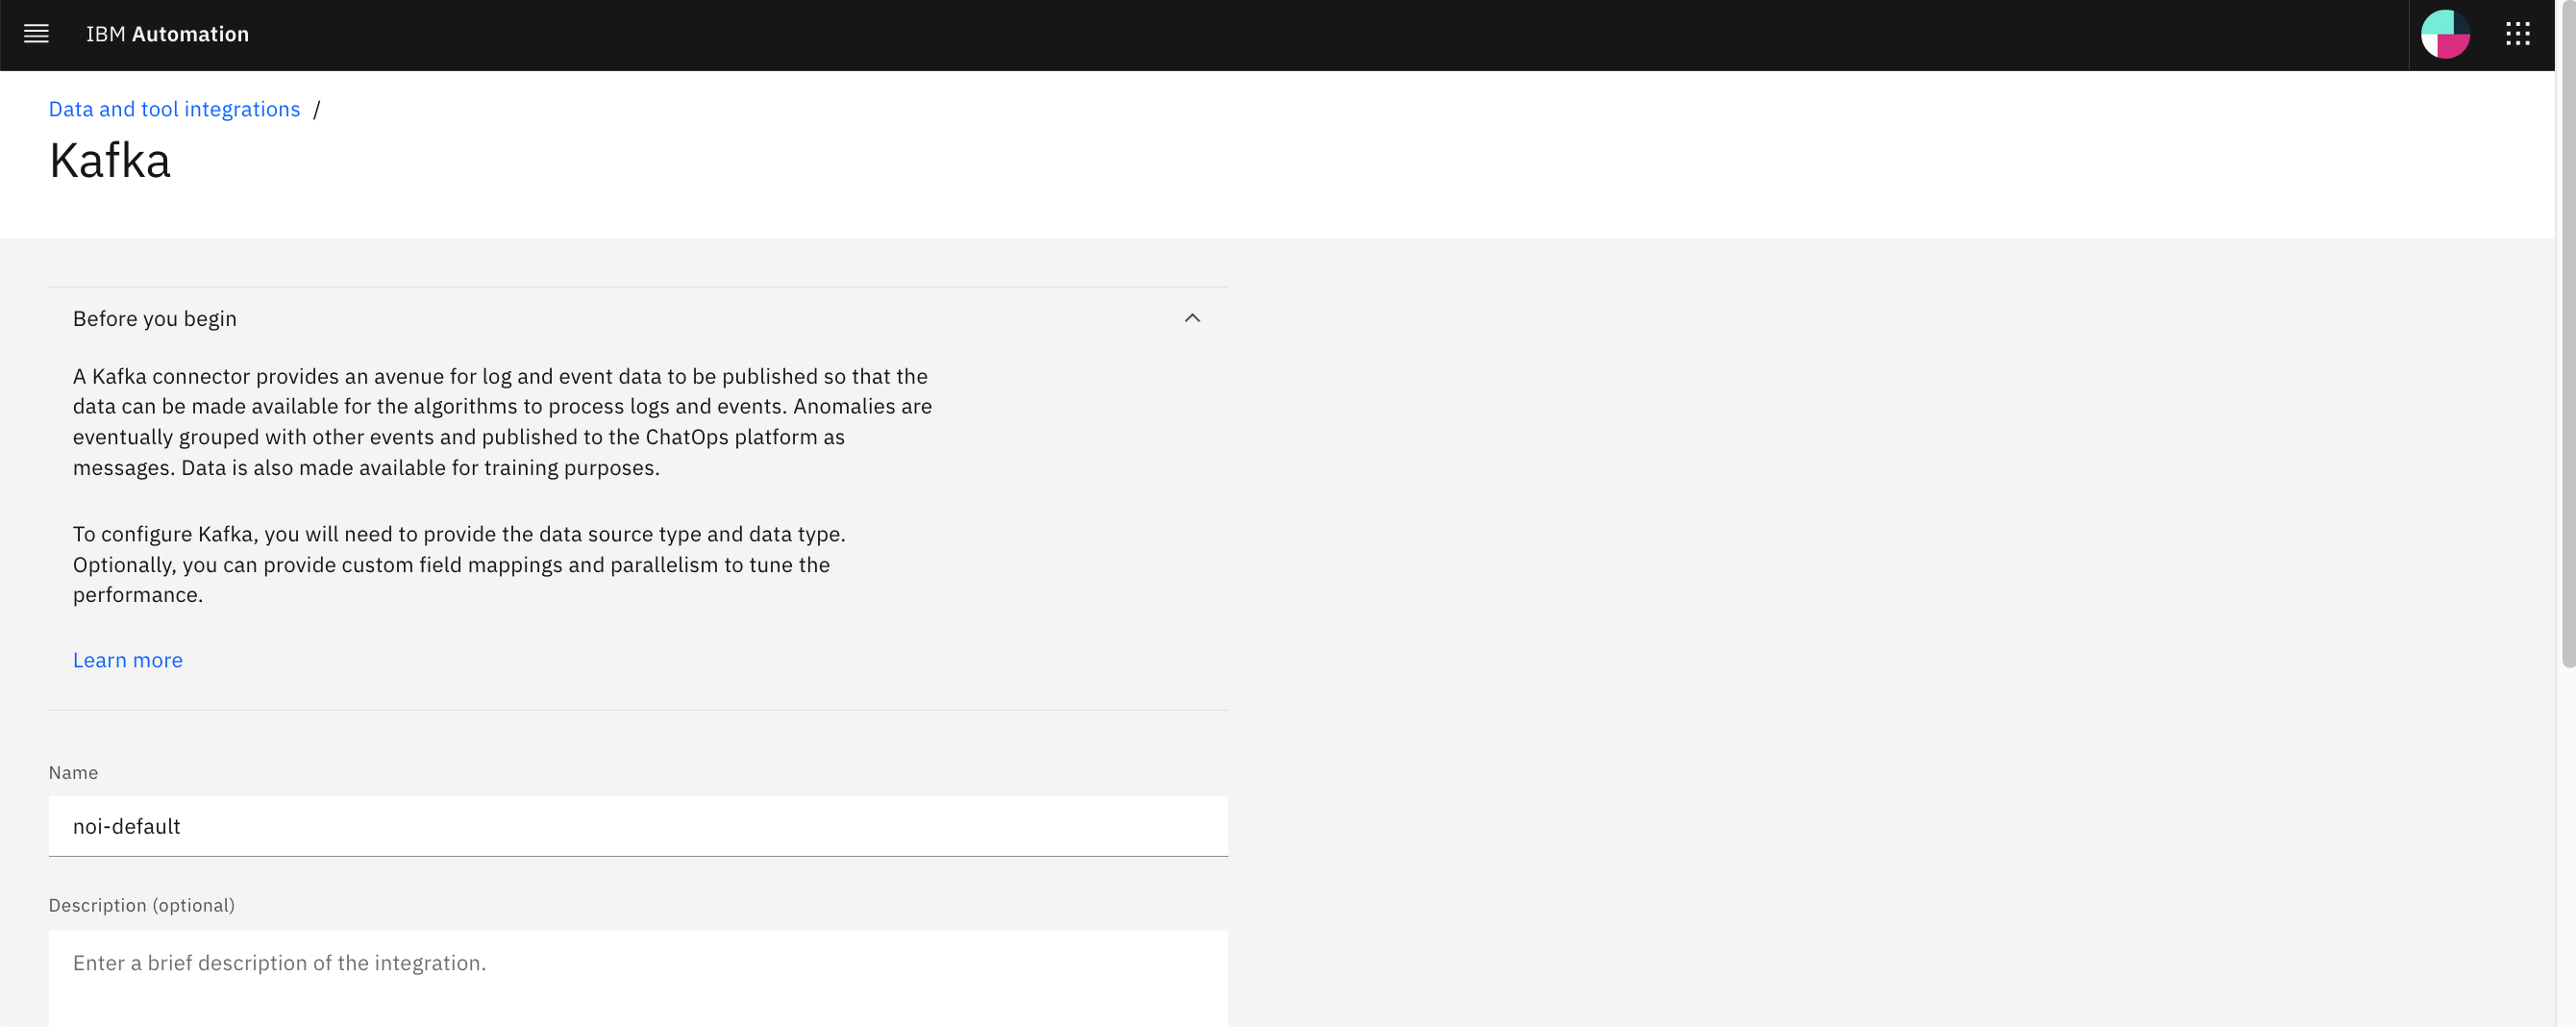 IBM Automation
Data and tool integrations /
Kafka
Before you begin
A Kafka connector provides an avenue for log and event data to be published so that the
data can be made available for the algorithms to process logs and events. Anomalies are
eventually grouped with other events and published to the ChatOps platform as
messages. Data is also made available for training purposes.
To configure Kafka, you will need to provide the data source type and data type.
Optionally, you can provide custom field mappings and parallelism to tune the
performance.
Learn more
Name
noi-default
Description (optional)
Enter a brief description of the integration.